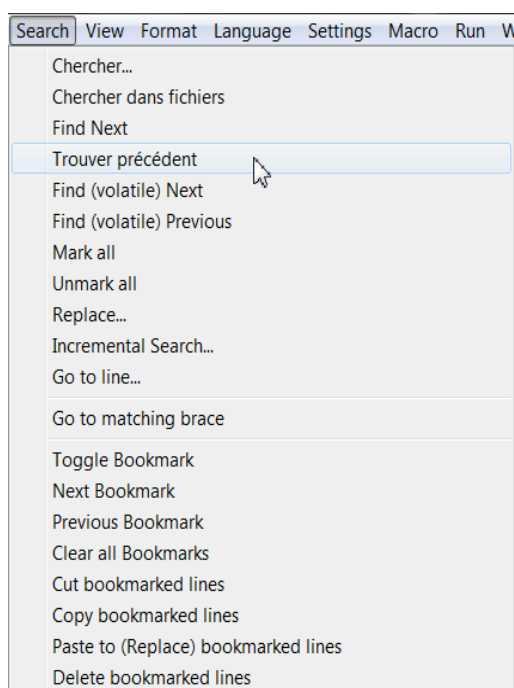 Search View Format Language Settings Macro Run
Chercher...
Chercher dans fichiers
Find Next
Trouver précédent
Find (volatile) Next
Find (volatile) Previous
Mark all
Unmark all
Replace...
Incremental Search...
Go to line...
Go to matching brace
Toggle Bookmark
Next Bookmark
Previous Bookmark
Clear all Bookmarks
Cut bookmarked lines
Copy bookmarked lines
Paste to (Replace) bookmarked lines
Delete bookmarked lines